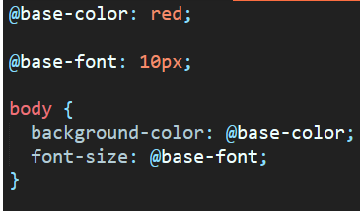 @base-color: red;
@base-font: 10px;
body {
  background-color: @base-color;
  font-size: @base-font;
}